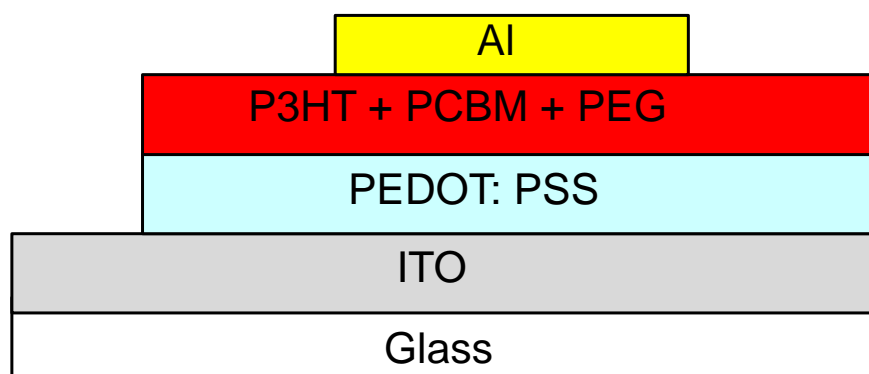 Al
P3HT + PCBM + PEG
PEDOT: PSS
ITO
Glass